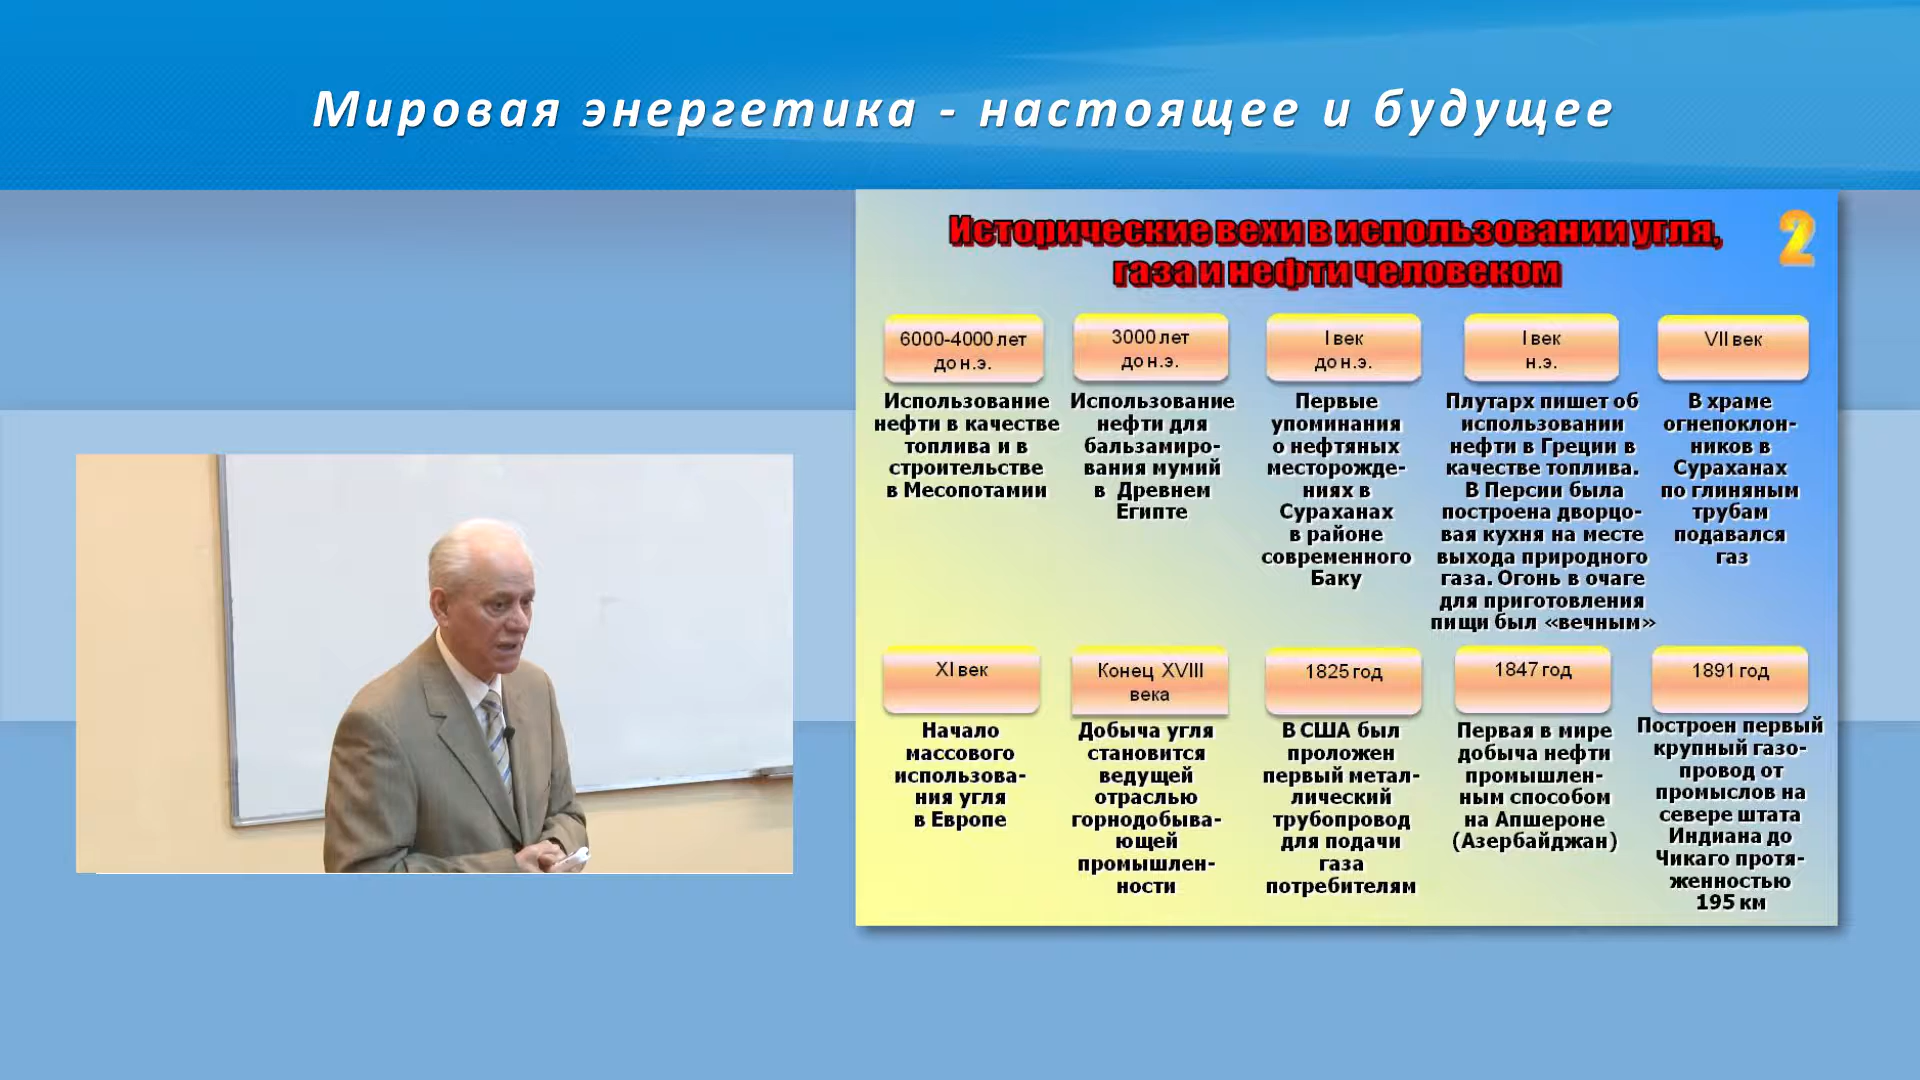 Мировая энергетика - настоящее и будущее
Исторические вехи в использовании угля,
газа и нефти человеком
2
6000-4000 лет
до н.э.
Использование
нефти в качестве
топлива и в
строительстве
в Месопотамии
3000 лет
до н.э.
Использование
нефти для
бальзамиро-
вания мумий
в Древнем
Египте
I век
до н.э.
Первые
упоминания
о нефтяных
месторожде-
ниях в
Сураханах
в районе
современного
Баку
I век
н.э.
Плутарх пишет об
использовании
нефти в Греции в
качестве топлива.
В Персии была
построена дворцо-
вая кухня на месте
выхода природного
газа. Огонь в очаге
для приготовления
пищи был «вечным»
VII век
В храме
огнепоклон-
ников в
Сураханах
по глиняным
трубам
подавался
газ
XI век
Начало
массового
использова-
ния угля
в Европе
Конец XVIII
века
Добыча угля
становится
ведущей
отраслью
горнодобыва-
ющей
промышлен-
ности
1825 год
В США был
проложен
первый метал-
лический
трубопровод
для подачи
газа
потребителям
1847 год
Первая в мире
добыча нефти
промышлен-
ным способом
на Апшероне
(Азербайджан)
1891 год
Построен первый
крупный газо-
провод от
промыслов на
севере штата
Индиана до
Чикаго протя-
женностью
195 км